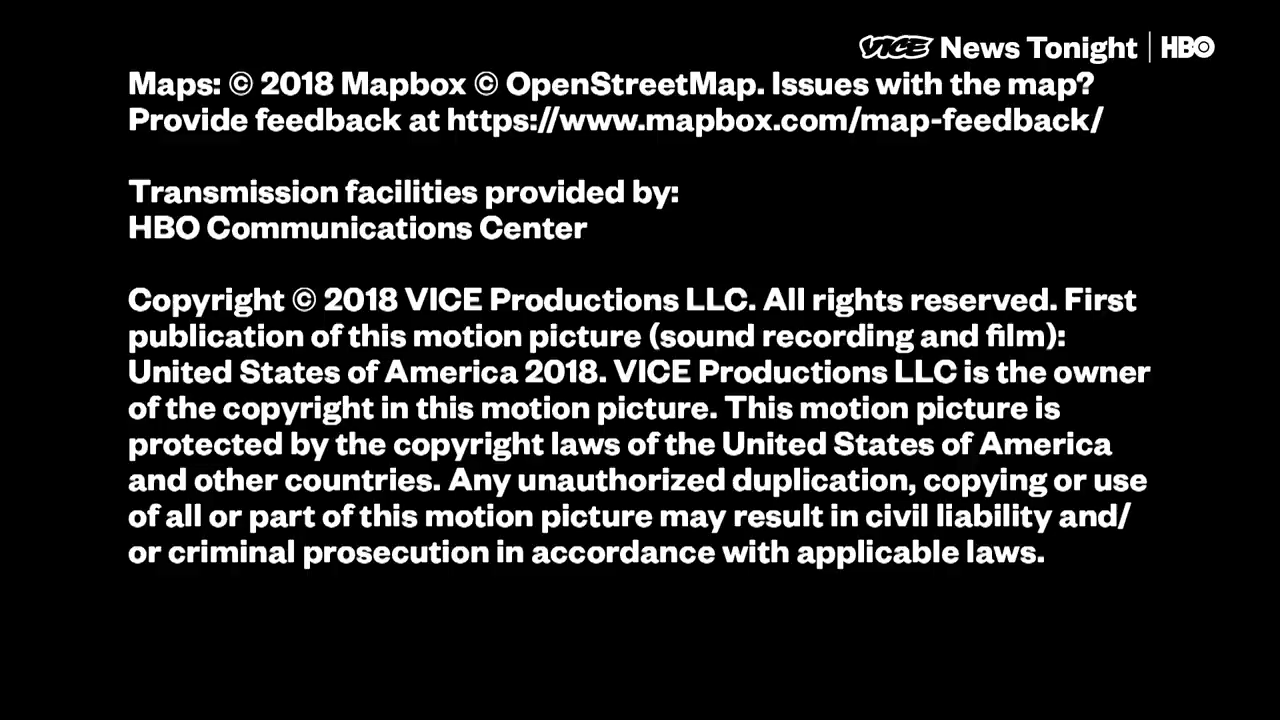 VICE News Tonight | HBO
Maps: © 2018 Mapbox © OpenStreetMap. Issues with the map?
Provide feedback at https://www.mapbox.com/map-feedback/
Transmission facilities provided by:
HBO Communications Center
Copyright © 2018 VICE Productions LLC. All rights reserved. First
publication of this motion picture (sound recording and film):
United States of America 2018. VICE Productions LLC is the owner
of the copyright in this motion picture. This motion picture is
protected by the copyright laws of the United States of America
and other countries. Any unauthorized duplication, copying or use
of all or part of this motion picture may result in civil liability and/
or criminal prosecution in accordance with applicable laws.